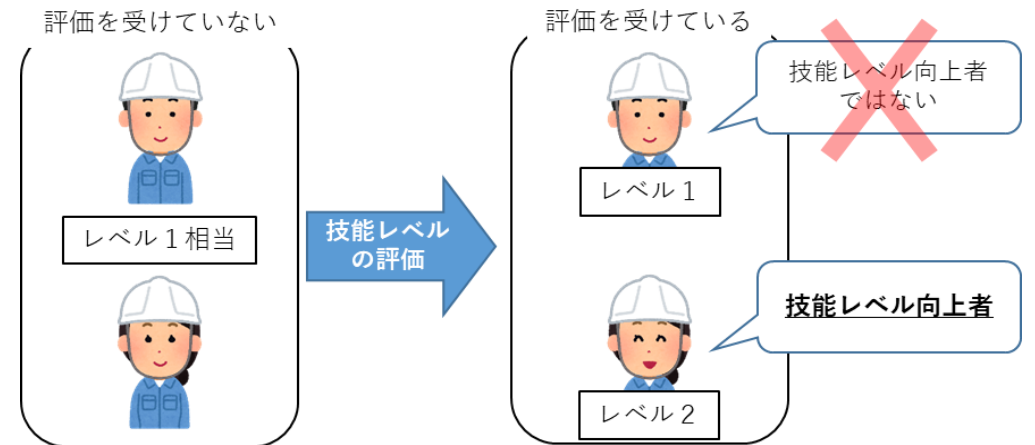 評価を受けていない
評価を受けている
技能レベル向上者
ではない
レベル１
レベル１相当
技能レベル
の評価
技能レベル向上者
レベル２